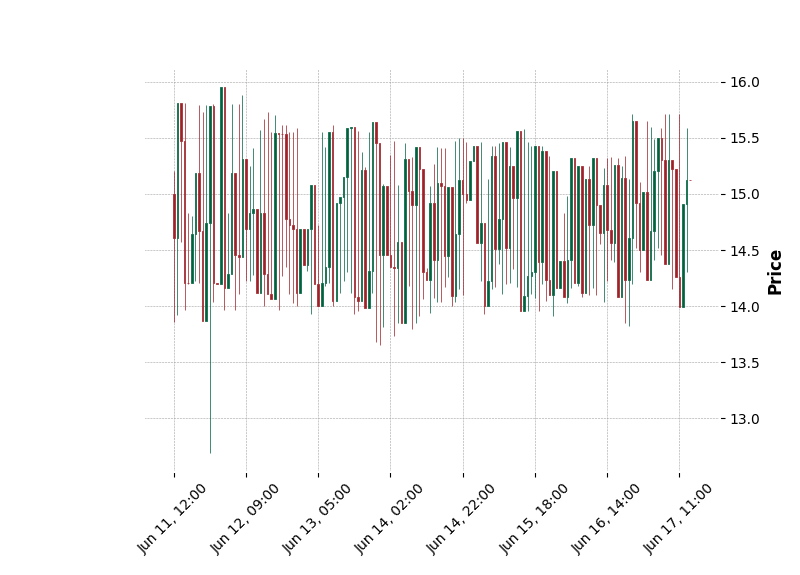 16.0
15.5
15.0
14.5
14.0
13.5
13.0
Price
Jun 11, 12:00
Jun 12, 09:00
Jun 13, 05:00
Jun 14, 02:00
Jun 14, 22:00
Jun 15, 18:00
Jun 16, 14:00
Jun 17, 11:00